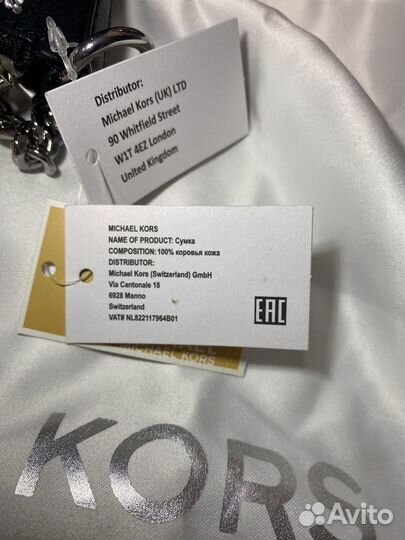 Distributor:
Michael Kors (UK) LTD
90 Whitfield Street
W1T 4EZ London
United Kingdom
MICHAEL KORS
NAME OF PRODUCT: Сумка
COMPOSITION: 100% коровья кожа
DISTRIBUTOR:
Michael Kors (Switzerland) GmbH
Via Cantonale 18
6928 Manno
Switzerland
VAT# NL822117964B01
EAC
MICHAEL KORS
KORS
Avito